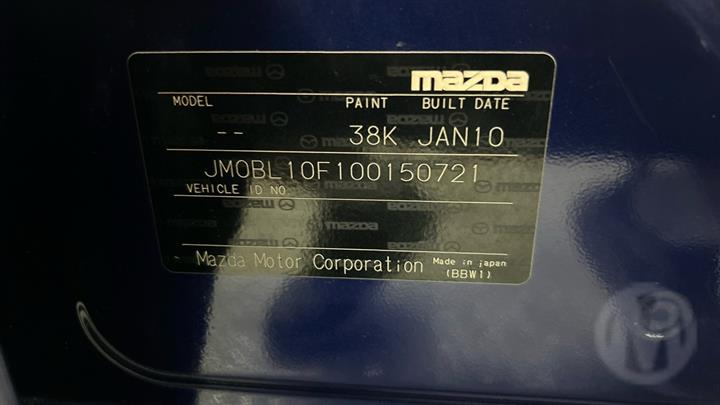 mazda
MODEL PAINT BUILT DATE
-- 38K JAN10
JM0BL10F100150721
VEHICLE ID NO
Mazda Motor Corporation Made in japan
(BBW1)